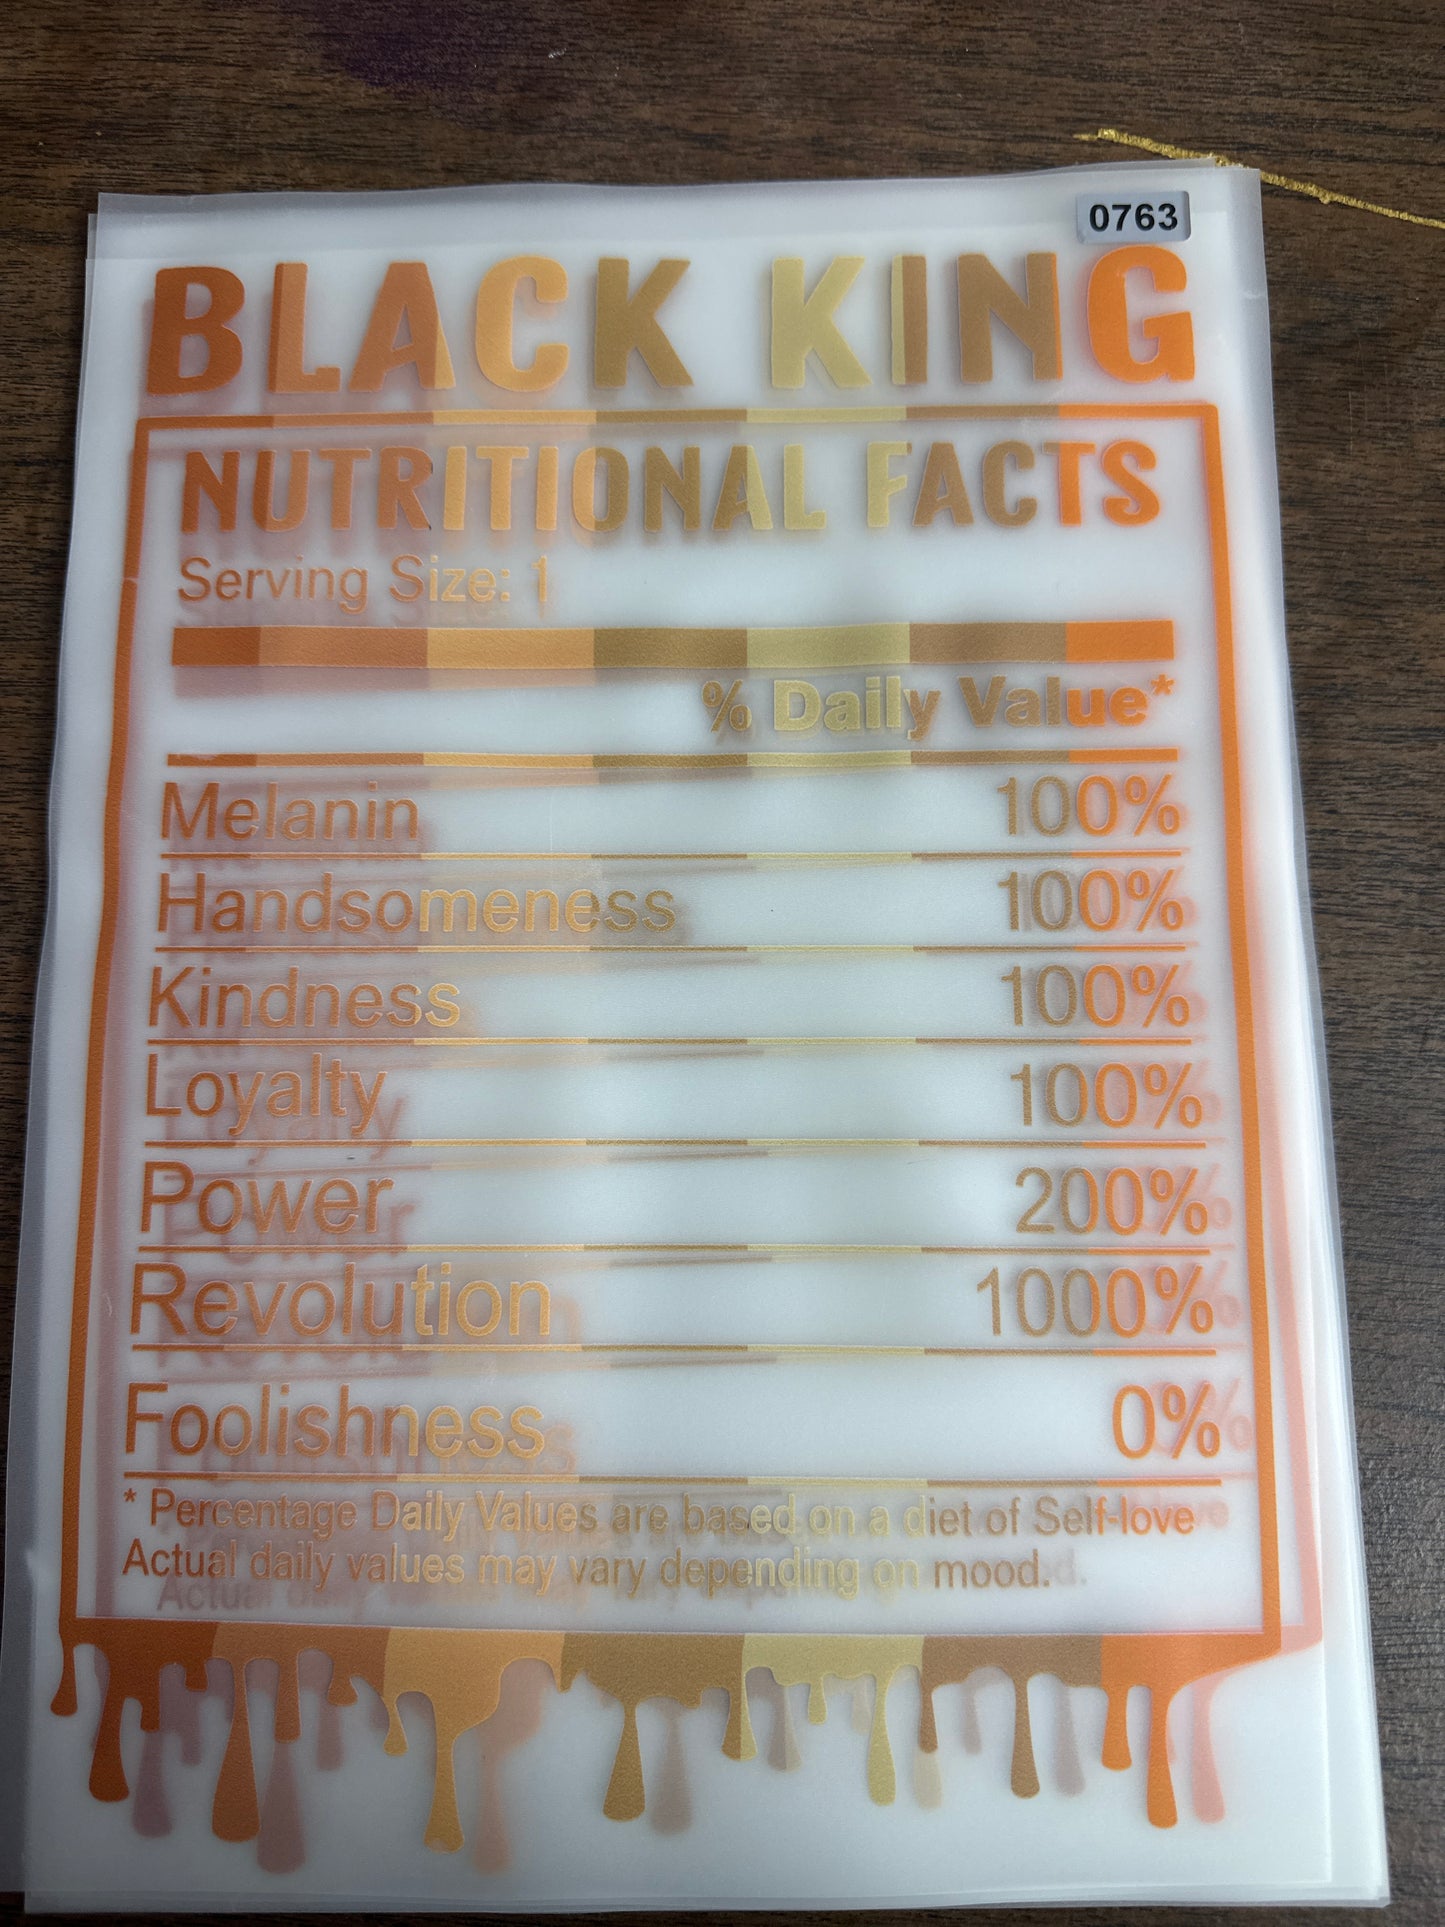 0763
BLACK KING
NUTRITIONAL FACTS
Serving Size: 1
% Daily Value*
Melanin 100%
Handsomeness 100%
Kindness 100%
Loyalty 100%
Power 200%
Revolution 1000%
Foolishness 0%
* Percentage Daily Values are based on a diet of Self-love
Actual daily values may vary depending on mood.